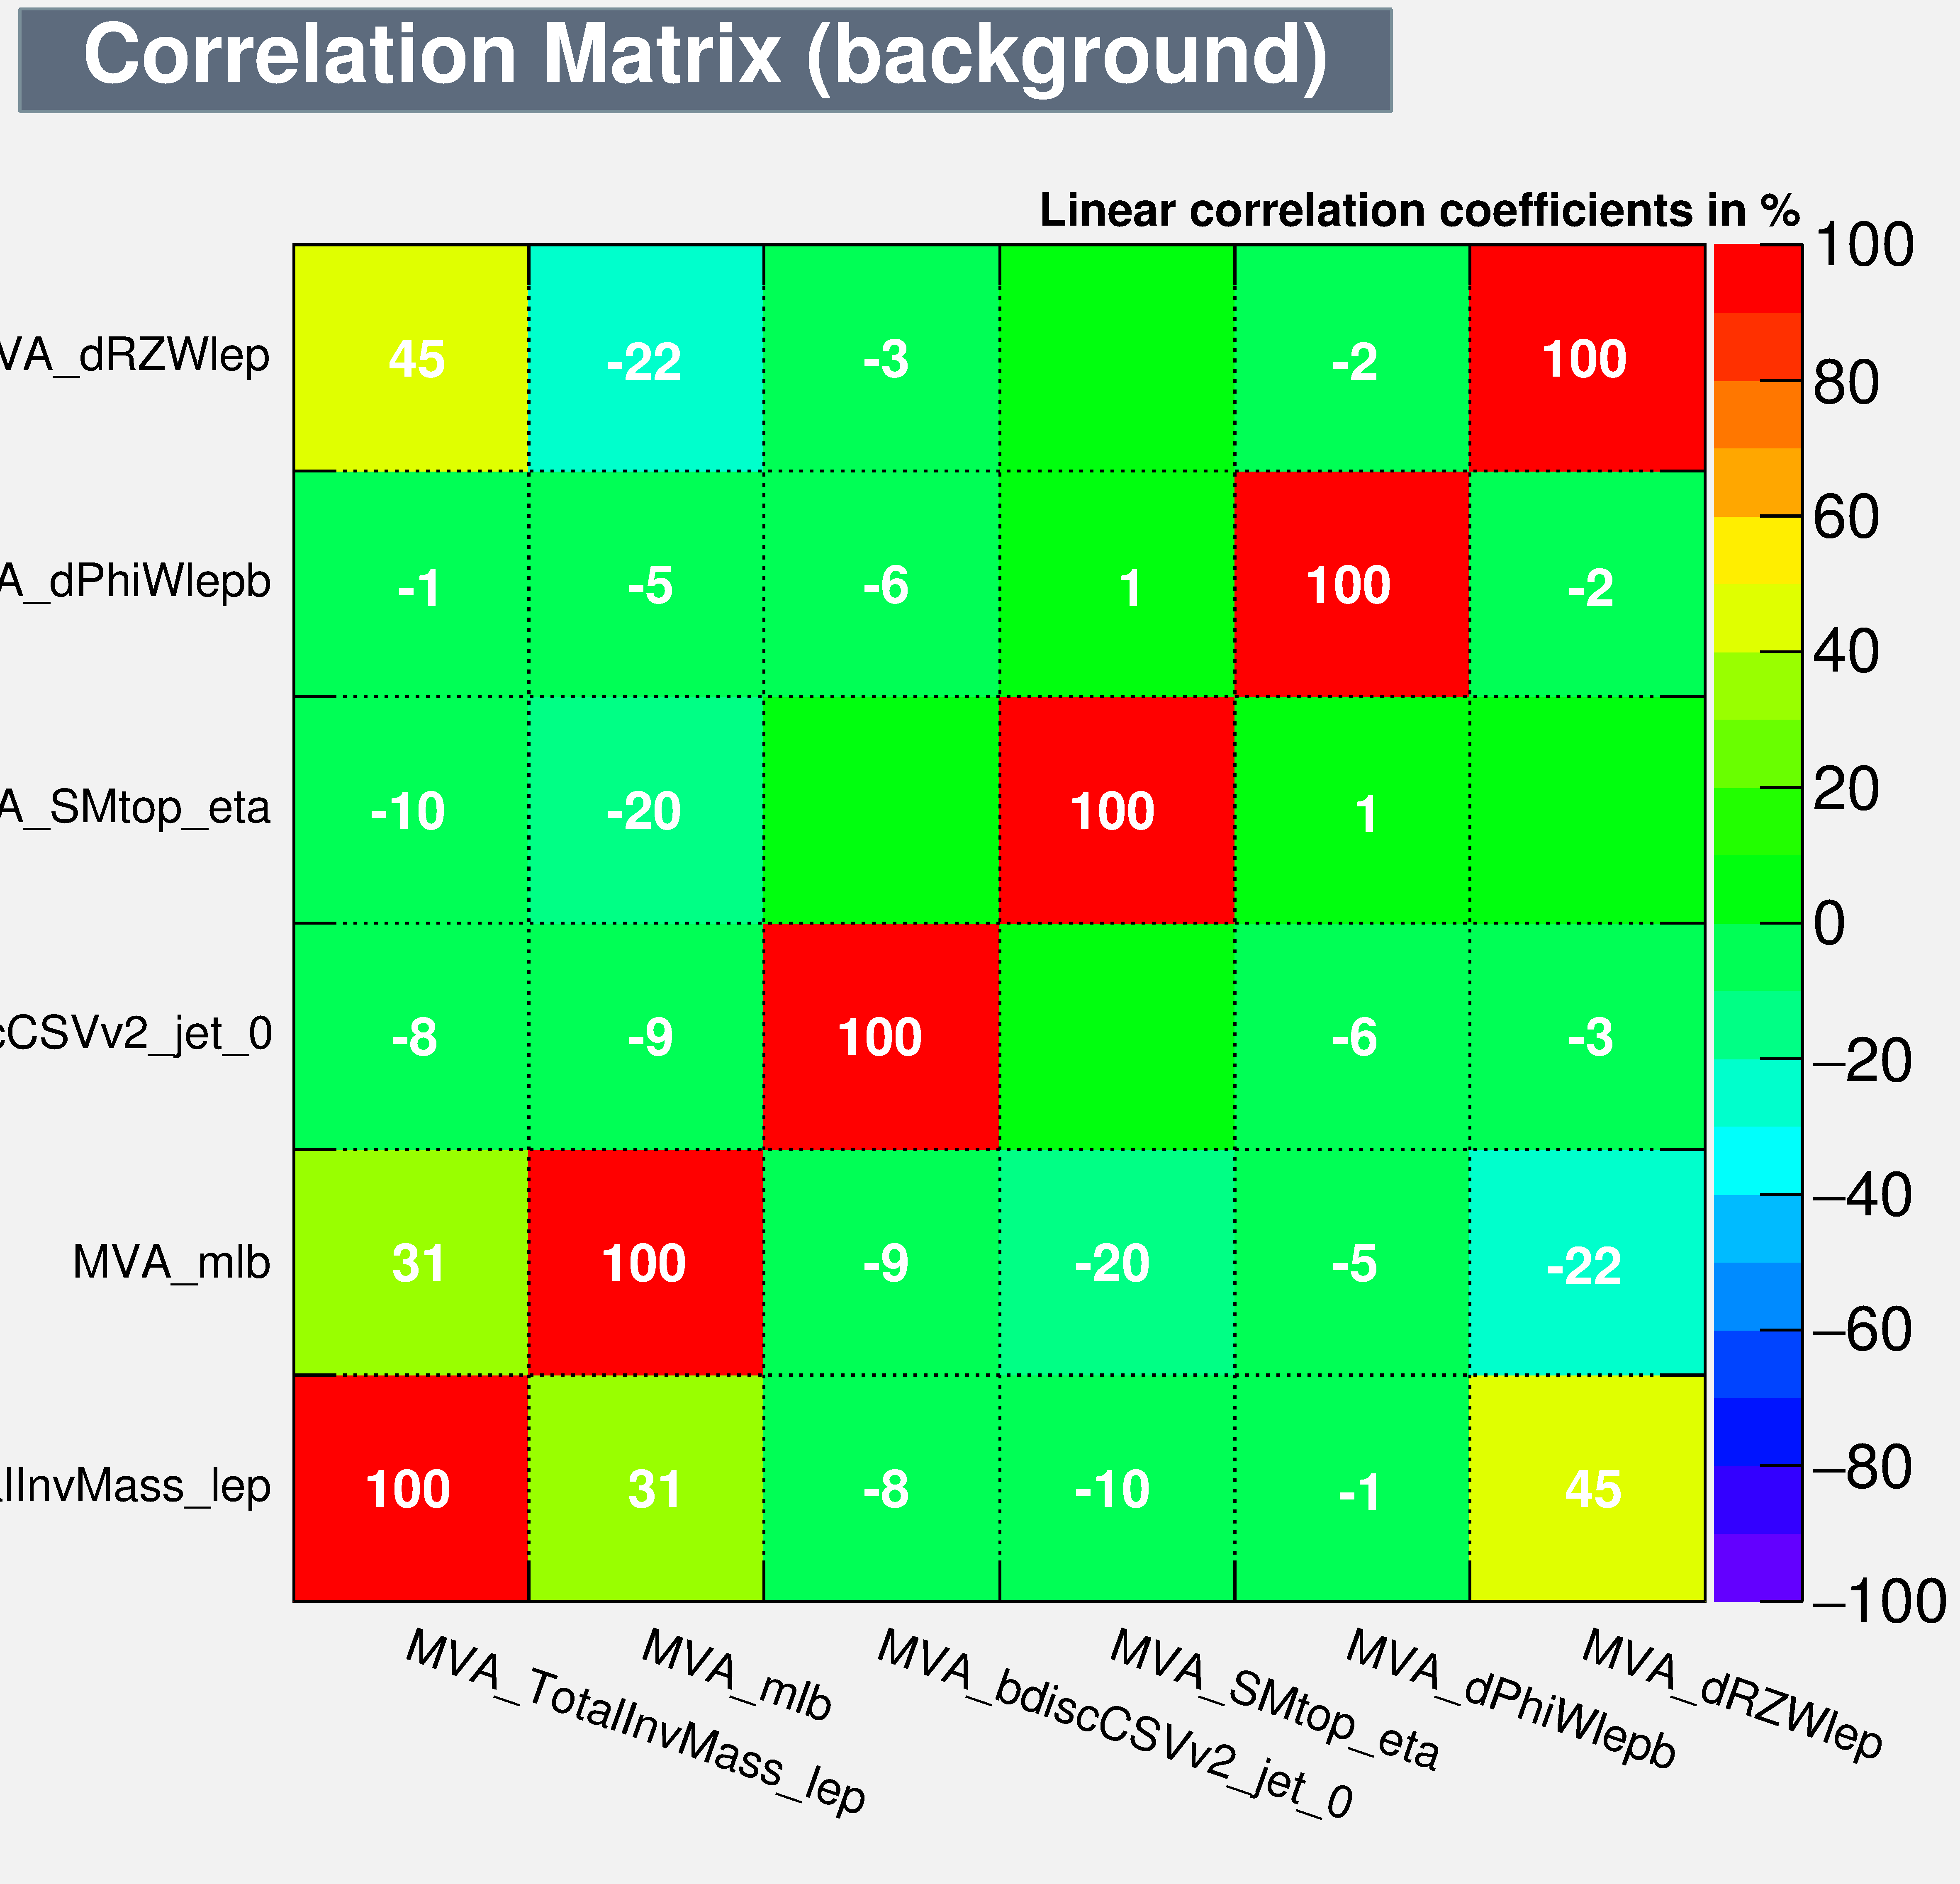 Correlation Matrix (background)
Linear correlation coefficients in %
100
VA_dRZWlep
45 -22 -3 -2 100
80
60
A_dPhiWlepb
-1 -5 -6 1 100 -2
40
A_SMtop_eta
-10 -20 100 1
20
0
cCSVv2_jet_0
-8 -9 100 -6 -3
−20
MVA_mlb
31 100 -9 -20 -5 -22
−40
−60
lInvMass_lep
100 31 -8 -10 -1 45
−80
−100
MVA_TotalInvMass_lep
MVA_mlb
MVA_bdiscCSVv2_jet_0
MVA_SMtop_eta
MVA_dPhiWlepb
MVA_dRZWlep